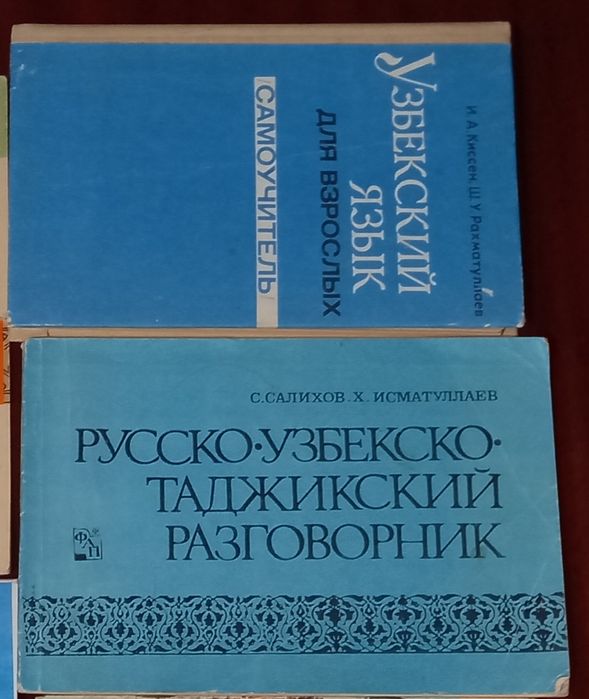 И. А. Киссен, Ш. У. Рахматуллаев
УЗБЕКСКИЙ
ЯЗЫК
ДЛЯ ВЗРОСЛЫХ
САМОУЧИТЕЛЬ
С. САЛИХОВ. Х. ИСМАТУЛЛАЕВ
РУССКО·УЗБЕКСКО·
ТАДЖИКСКИЙ
РАЗГОВОРНИК